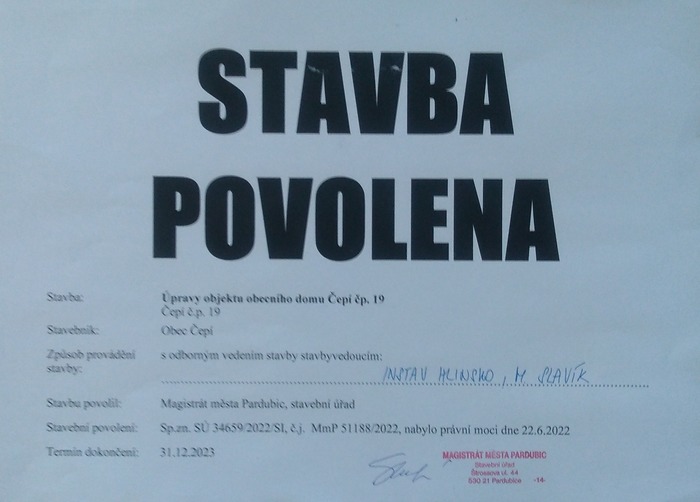 STAVBA
POVOLENA
Stavba: Úpravy objektu obecního domu Čepí čp. 19
Čepí č.p. 19
Stavebník: Obec Čepí
Způsob provádění s odborným vedením stavby stavbyvedoucím:
stavby: INSTAV HLINSKO, M. SLAVÍK
Stavbu povolil: Magistrát města Pardubic, stavební úřad
Stavební povolení: Sp.zn. SÚ 34659/2022/Sl, č.j. MmP 51188/2022, nabylo právní moci dne 22.6.2022
Termín dokončení: 31.12.2023
MAGISTRÁT MĚSTA PARDUBIC
Stavební úřad
Štrossova ul. 44
530 21 Pardubice -14-